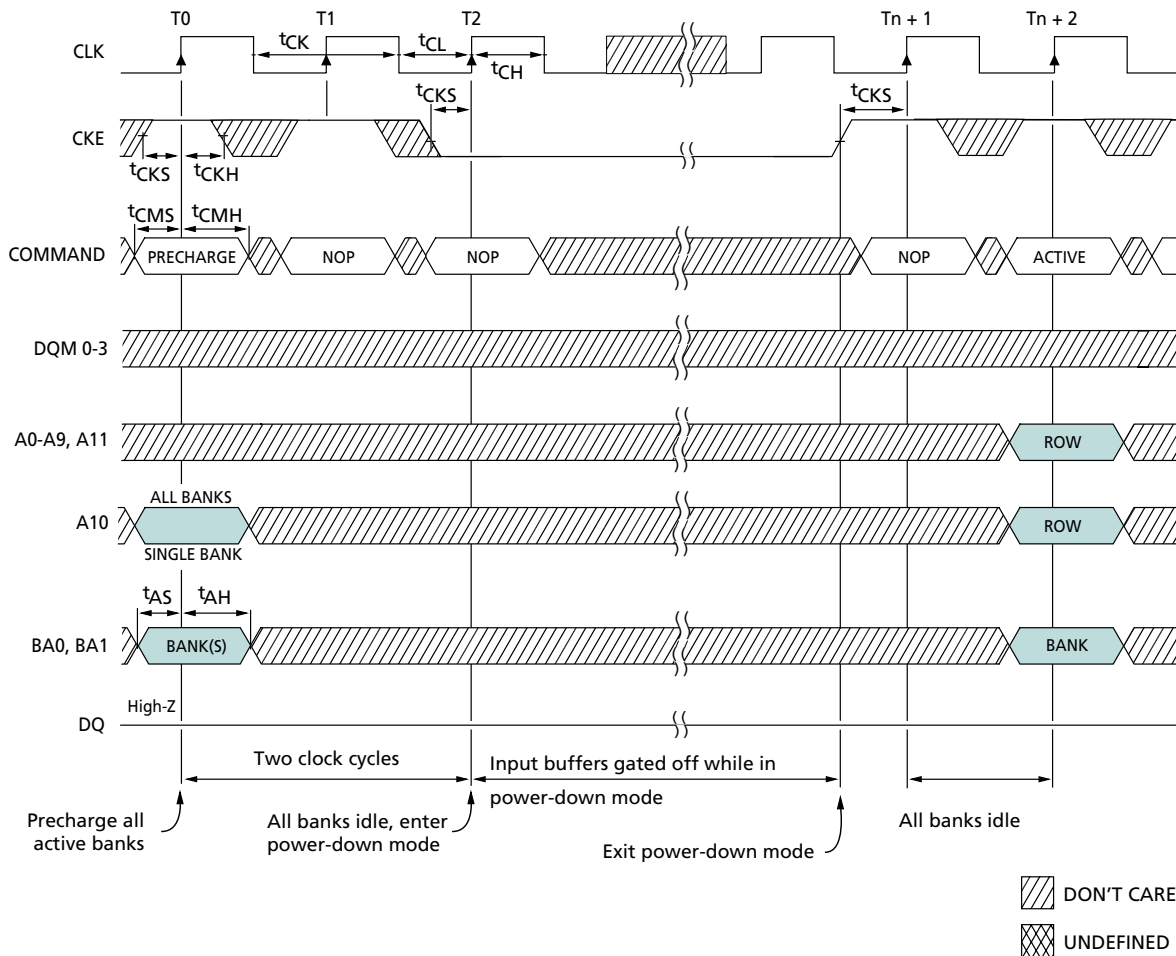 T0 T1 T2 Tn + 1 Tn + 2
CLK
tCK tCL
tCH
tCKS tCKS
CKE
tCKS tCKH
tCMS tCMH
COMMAND PRECHARGE NOP NOP NOP ACTIVE
DQM 0-3
A0-A9, A11 ROW
ALL BANKS
A10 ROW
SINGLE BANK
tAS tAH
BA0, BA1 BANK(S) BANK
High-Z
DQ
Two clock cycles
Input buffers gated off while in
power-down mode
Precharge all
active banks
All banks idle, enter
power-down mode
Exit power-down mode
All banks idle
DON'T CARE
UNDEFINED